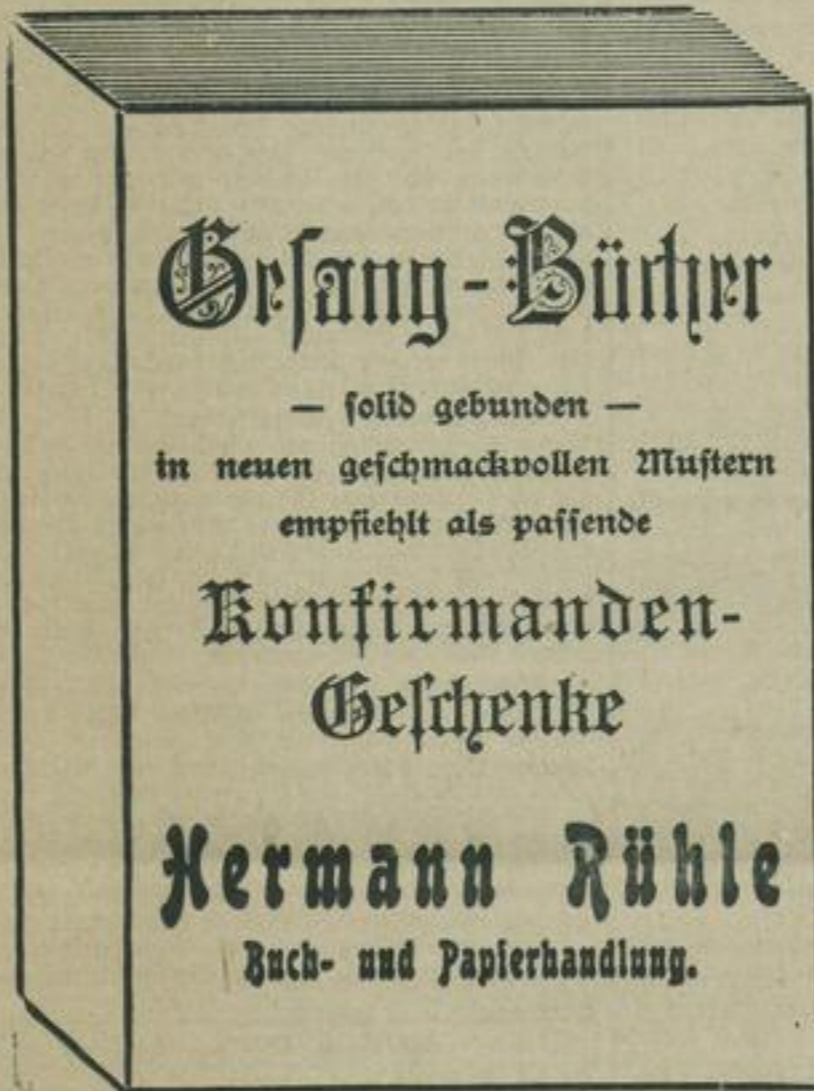 Gesang-Bücher
— solid gebunden —
in neuen geschmackvollen Mustern
empfiehlt als passende
Konfirmanden-
Geschenke
Hermann Rühle
Buch- und Papierhandlung.